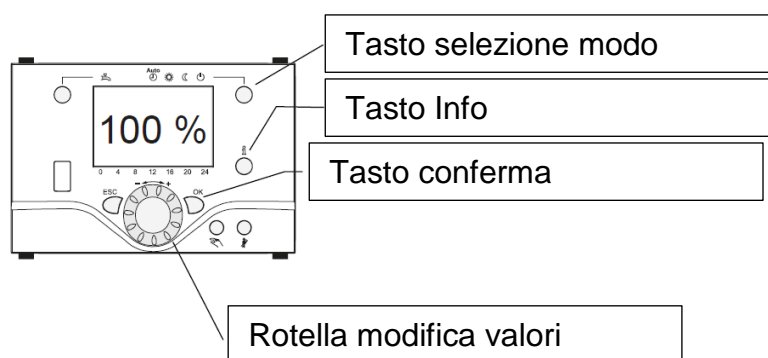 Tasto selezione modo
Auto
Tasto Info
100 %
0 4 8 12 16 20 24
Tasto conferma
ESC
- +
OK
Rotella modifica valori